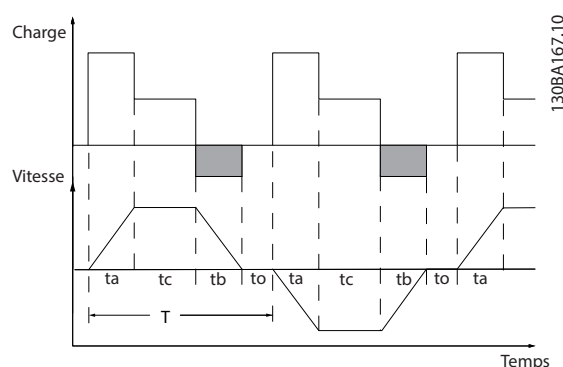 Charge
130BA167.10
Vitesse
ta tc tb to ta tc tb to ta
T
Temps